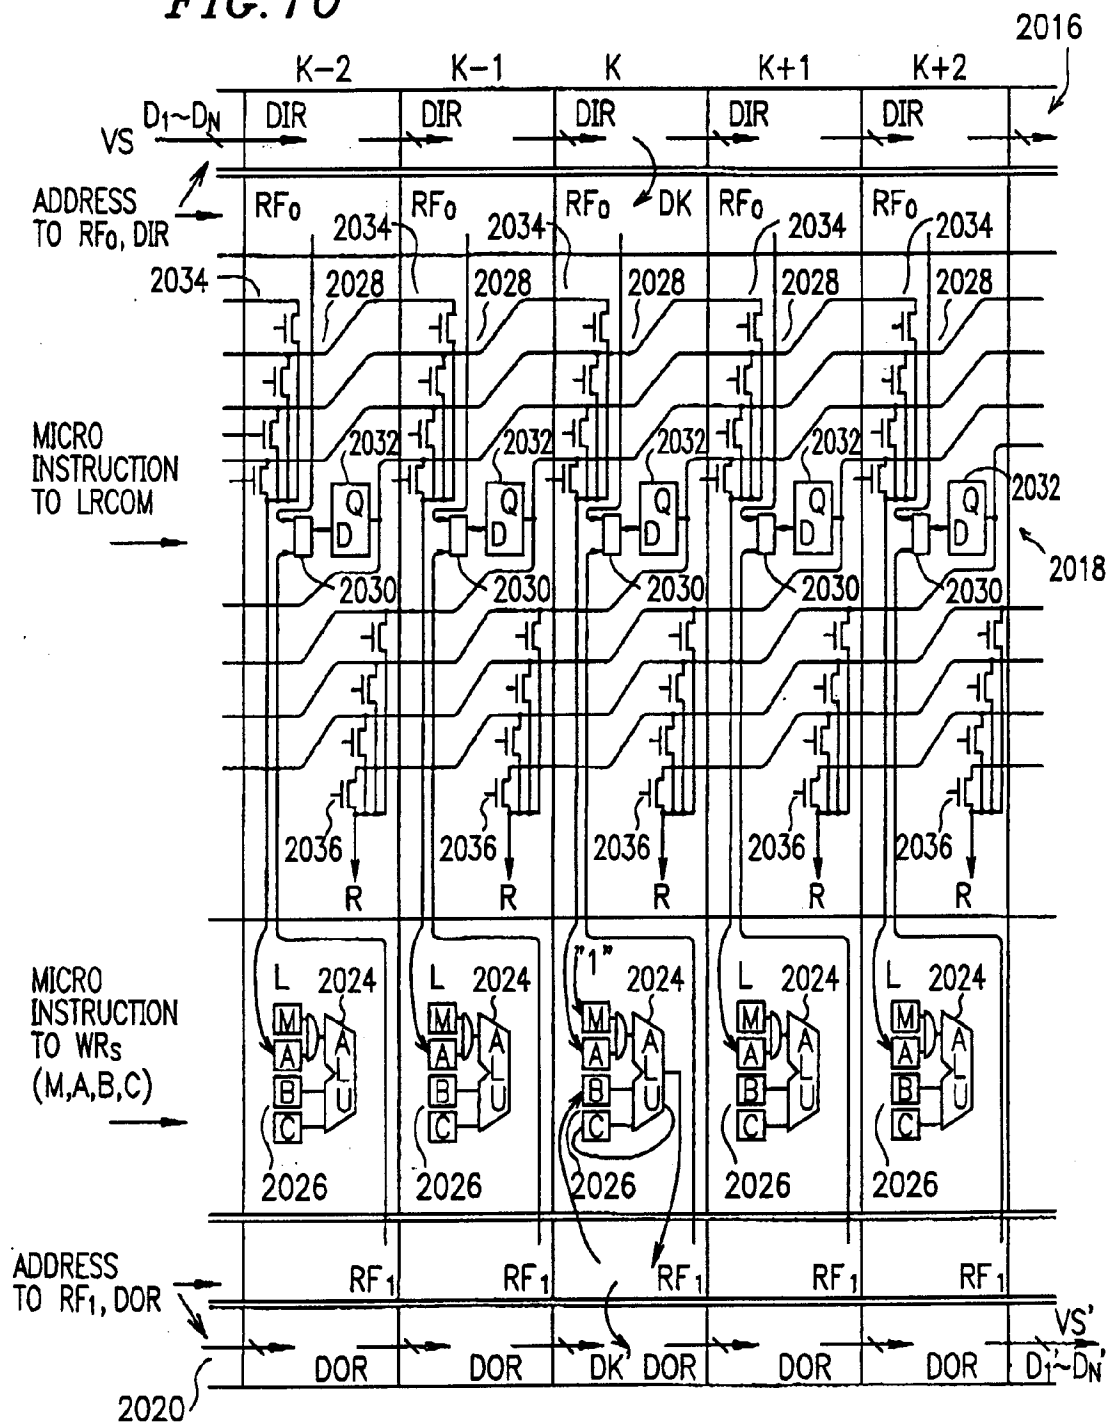 FIG. 70
2016
K-2 K-1 K K+1 K+2
D1~DN DIR DIR DIR DIR DIR
VS
ADDRESS
TO RF0, DIR
RF0 RF0 RF0 DK RF0 RF0
2034 2034 2034 2034
2034 2028 2028 2028 2028 2028
MICRO
INSTRUCTION
TO LRCOM
2032 2032 2032 2032 2032
Q Q Q Q Q
D D D D D
2030 2030 2030 2030 2030
2018
2036 2036 2036 2036 2036
R R R R R
MICRO
INSTRUCTION
TO WRS
(M,A,B,C)
L L "1" L L
2024 2024 2024 2024 2024
M M M M M
A A A A A
B B B B B
C C C C C
ALU ALU ALU ALU ALU
2026 2026 2026 2026 2026
ADDRESS
TO RF1, DOR
RF1 RF1 RF1 RF1 RF1
VS'
DOR DOR DK' DOR DOR DOR D1'~DN'
2020